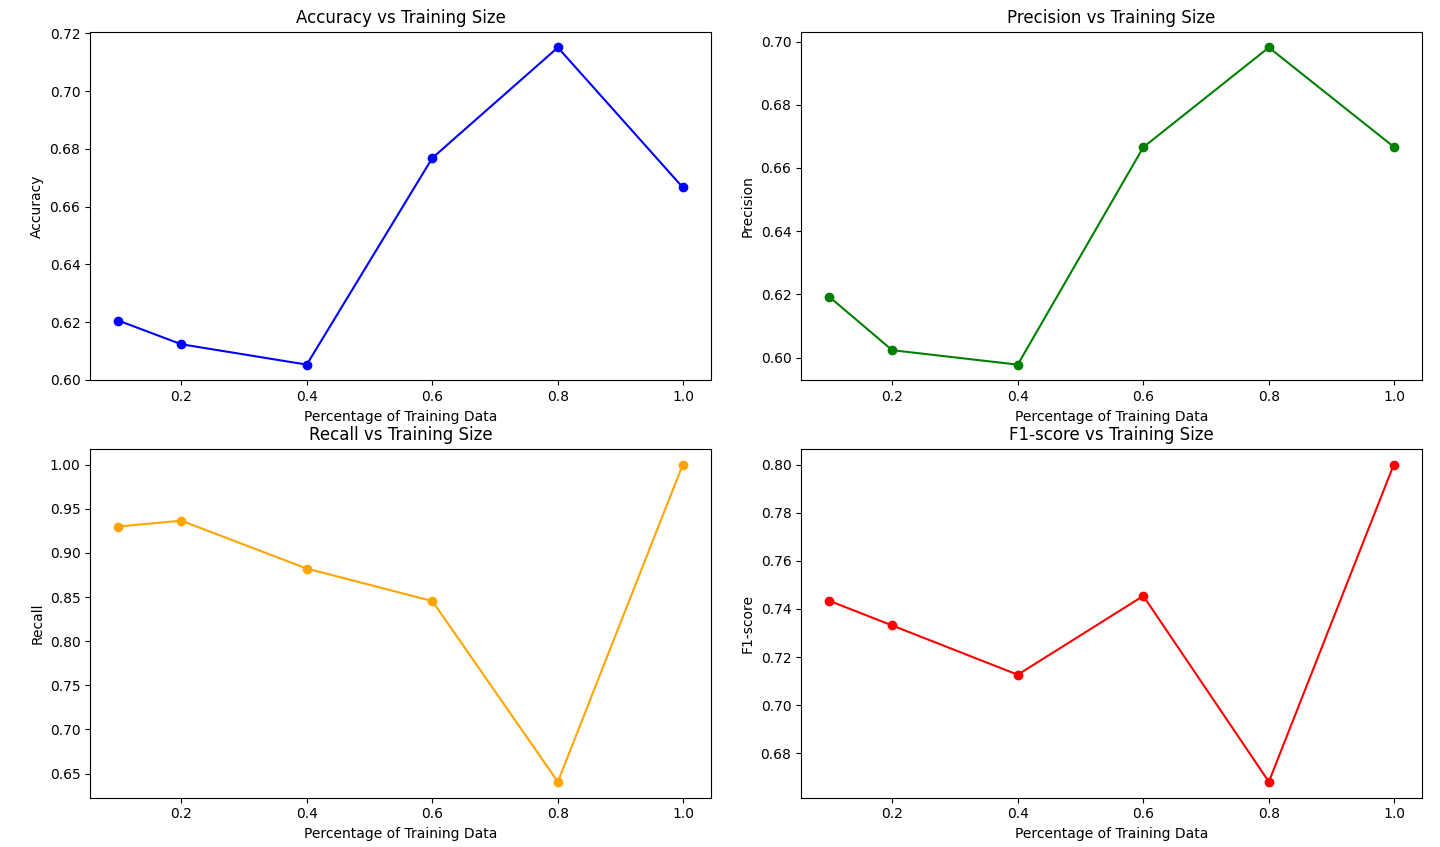 Accuracy vs Training Size
0.72
0.70
0.68
0.66
0.64
0.62
0.60
Accuracy
0.2 0.4 0.6 0.8 1.0
Percentage of Training Data
Precision vs Training Size
0.70
0.68
0.66
0.64
0.62
0.60
Precision
0.2 0.4 0.6 0.8 1.0
Percentage of Training Data
Recall vs Training Size
1.00
0.95
0.90
0.85
0.80
0.75
0.70
0.65
Recall
0.2 0.4 0.6 0.8 1.0
Percentage of Training Data
F1-score vs Training Size
0.80
0.78
0.76
0.74
0.72
0.70
0.68
F1-score
0.2 0.4 0.6 0.8 1.0
Percentage of Training Data